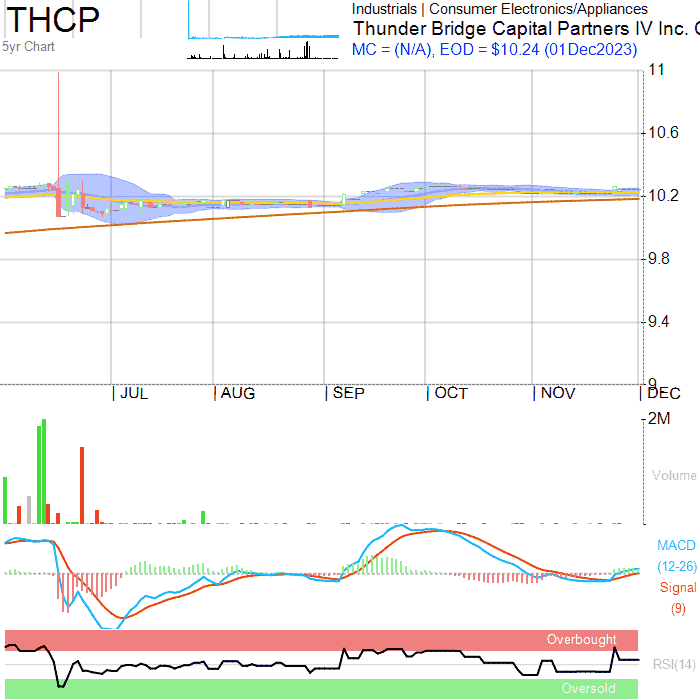 THCP
5yr Chart
Industrials | Consumer Electronics/Appliances
Thunder Bridge Capital Partners IV Inc.
MC = (N/A), EOD = $10.24 (01Dec2023)
11
10.6
10.2
9.8
9.4
9
JUL
AUG
SEP
OCT
NOV
DEC
2M
Volume
MACD
(12-26)
Signal
(9)
Overbought
RSI(14)
Oversold